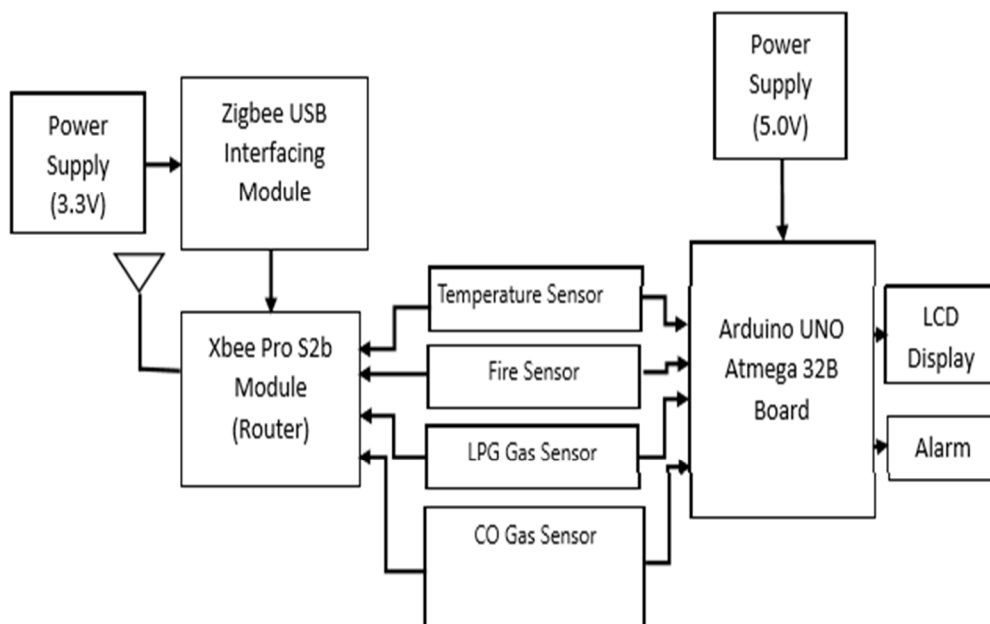 Power
Supply
(3.3V)
Zigbee USB
Interfacing
Module
Power
Supply
(5.0V)
Xbee Pro S2b
Module
(Router)
Temperature Sensor
Fire Sensor
LPG Gas Sensor
CO Gas Sensor
Arduino UNO
Atmega 32B
Board
LCD
Display
Alarm